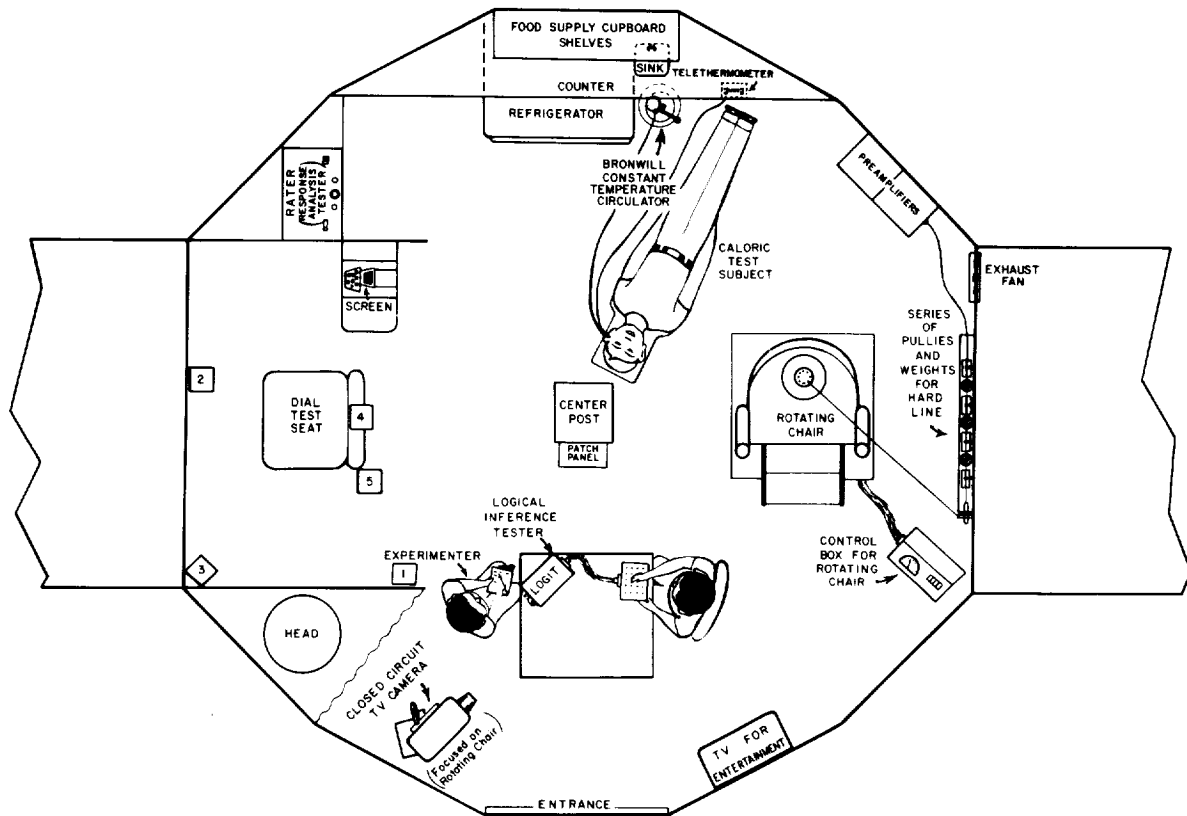 FOOD SUPPLY CUPBOARD
SHELVES
SINK
TELETHERMOMETER
COUNTER
REFRIGERATOR
BRONWILL
CONSTANT
TEMPERATURE
CIRCULATOR
PREAMPLIFIERS
RATER
(RESPONSE
ANALYSIS
TESTER)
SCREEN
CALORIC
TEST
SUBJECT
EXHAUST
FAN
SERIES
OF
PULLIES
AND
WEIGHTS
FOR
HARD
LINE
2
DIAL
TEST
SEAT
4
5
CENTER
POST
PATCH
PANEL
ROTATING
CHAIR
LOGICAL
INFERENCE
TESTER
EXPERIMENTER
LOGIT
CONTROL
BOX FOR
ROTATING
CHAIR
3
1
HEAD
CLOSED CIRCUIT
TV CAMERA
(Focused on
Rotating Chair)
TV FOR
ENTERTAINMENT
ENTRANCE